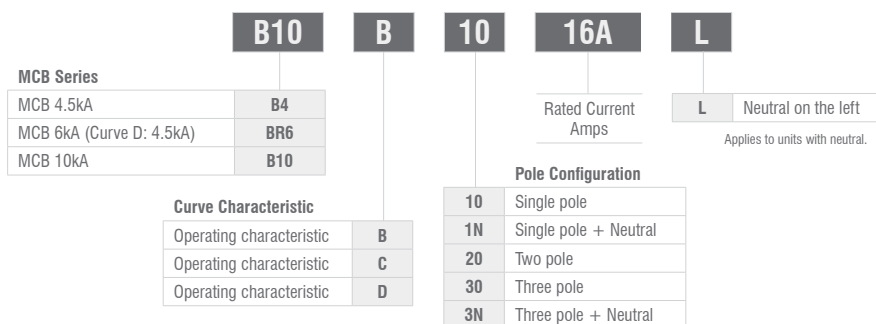 B10 B 10 16A L
MCB Series
MCB 4.5kA B4
MCB 6kA (Curve D: 4.5kA) BR6
MCB 10kA B10
Rated Current
Amps
L Neutral on the left
Applies to units with neutral.
Curve Characteristic
Operating characteristic B
Operating characteristic C
Operating characteristic D
Pole Configuration
10 Single pole
1N Single pole + Neutral
20 Two pole
30 Three pole
3N Three pole + Neutral